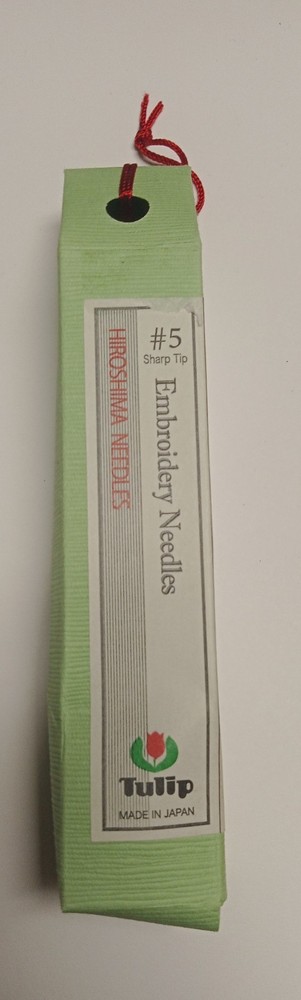 #5
Sharp Tip
Embroidery Needles
HIROSHIMA NEEDLES
Tulip
MADE IN JAPAN